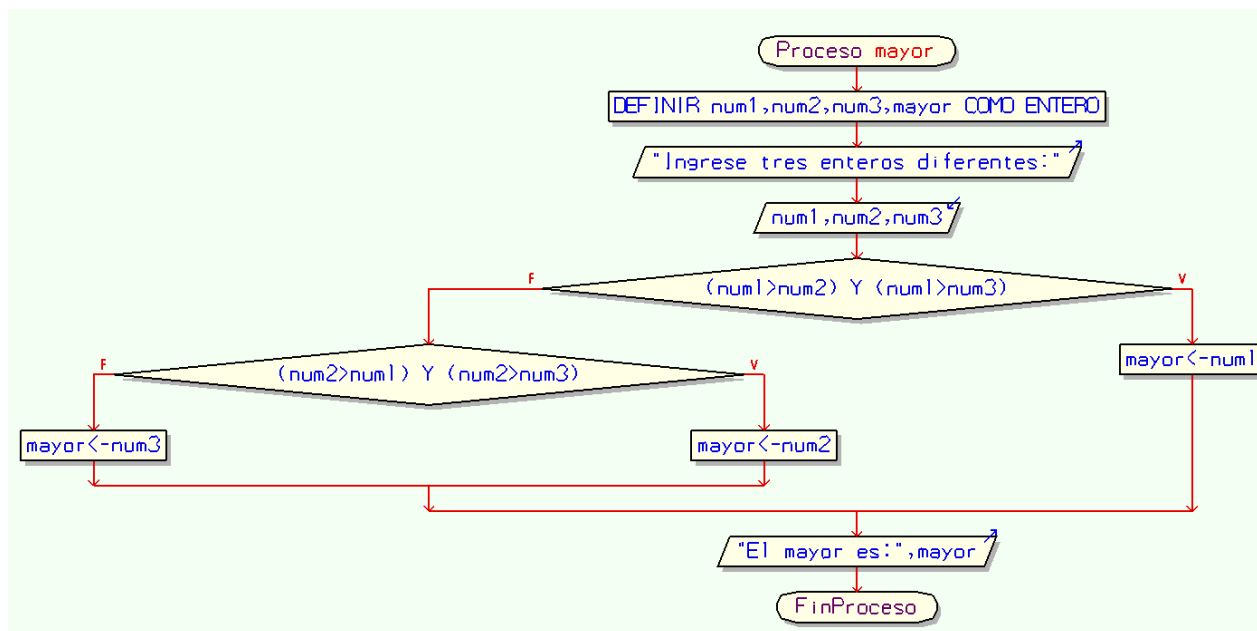 Proceso mayor
DEFINIR num1,num2,num3,mayor COMO ENTERO
"Ingrese tres enteros diferentes:"
num1,num2,num3
F
(num1>num2) Y (num1>num3)
V
mayor<-num1
F
(num2>num1) Y (num2>num3)
V
mayor<-num3
mayor<-num2
"El mayor es:",mayor
FinProceso